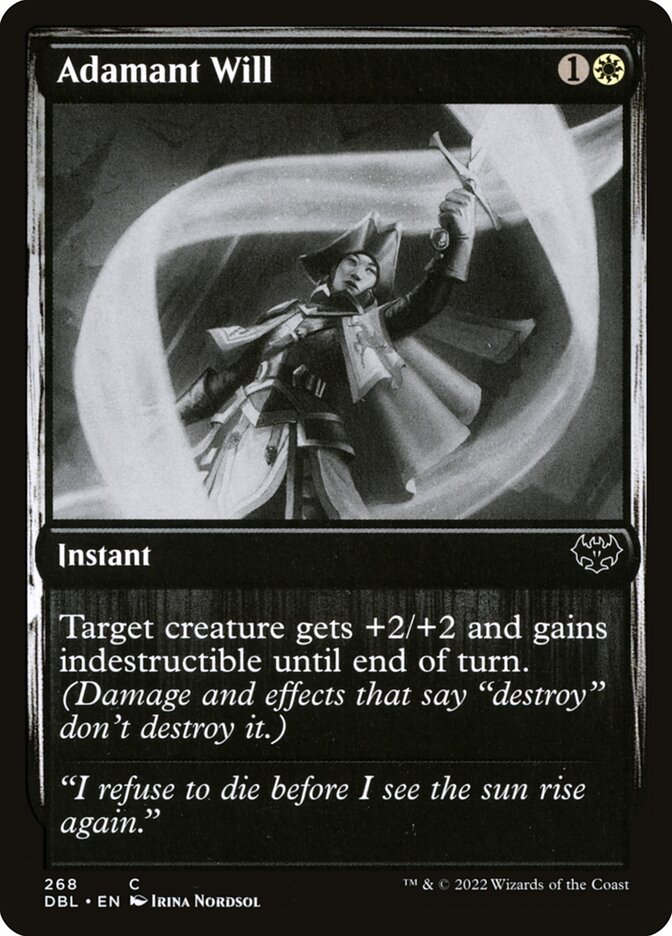 Adamant Will 1
Instant
Target creature gets +2/+2 and gains
indestructible until end of turn.
(Damage and effects that say “destroy”
don’t destroy it.)
“I refuse to die before I see the sun rise
again.”
268 C
DBL • EN Irina Nordsol
™ & © 2022 Wizards of the Coast